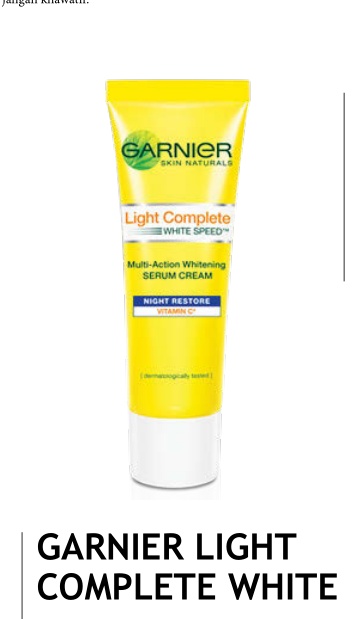 GARNIER
SKIN NATURALS
Light Complete
WHITE SPEED™
Multi-Action Whitening
SERUM CREAM
NIGHT RESTORE
VITAMIN C*
[ dermatologically tested ]
GARNIER LIGHT
COMPLETE WHITE